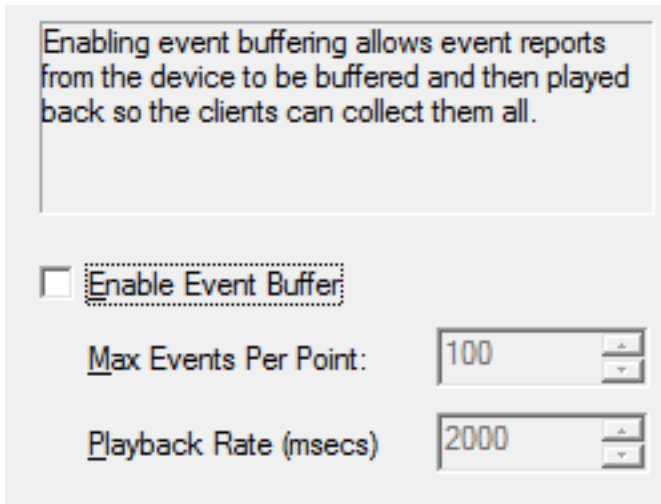 Enabling event buffering allows event reports
from the device to be buffered and then played
back so the clients can collect them all.
Enable Event Buffer
Max Events Per Point: 100
Playback Rate (msecs) 2000